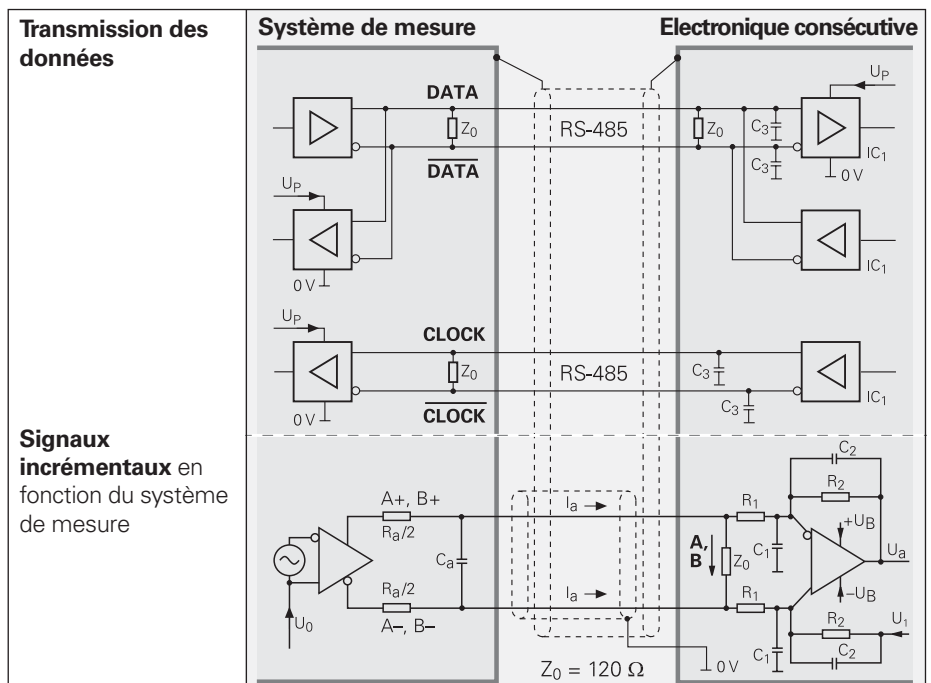 Transmission des
données
Système de mesure
Electronique consécutive
UP
DATA
Z0
RS-485
Z0
C3
IC1
DATA
C3
0 V
UP
IC1
0 V
UP
CLOCK
Z0
RS-485
C3
CLOCK
C3
IC1
0 V
Signaux
incrémentaux en
fonction du système
de mesure
C2
R2
A+, B+
Ia
R1
+UB
Ra/2
A,
B
C1
Ua
Ca
Z0
Ra/2
Ia
R1
–UB
A–, B–
U0
R2
U1
C1
C2
Z0 = 120 Ω
0 V